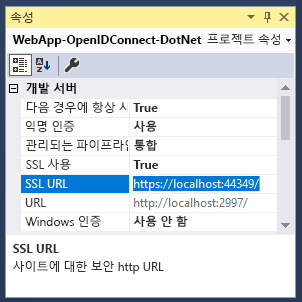 속성
WebApp-OpenIDConnect-DotNet 프로젝트 속성
개발 서버
다음 경우에 항상 시 True
익명 인증 사용
관리되는 파이프라인 통합
SSL 사용 True
SSL URL https://localhost:44349/
URL http://localhost:2997/
Windows 인증 사용 안 함
SSL URL
사이트에 대한 보안 http URL